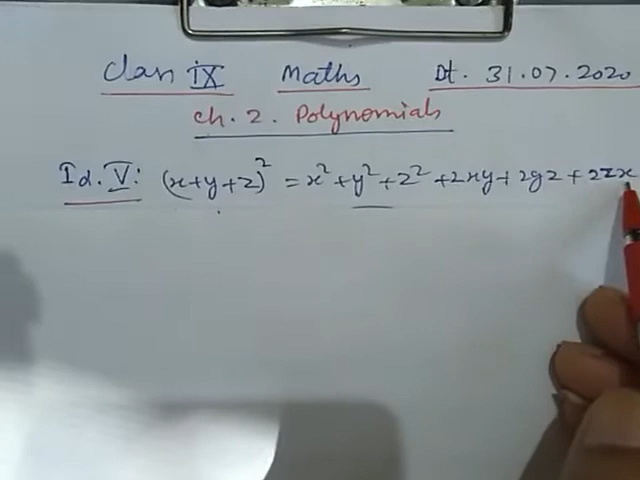 Class IX Maths Dt. 31.07.2020
Ch. 2. Polynomials
Id. V: (x+y+z)² = x²+y²+z²+2xy+2yz+2zx